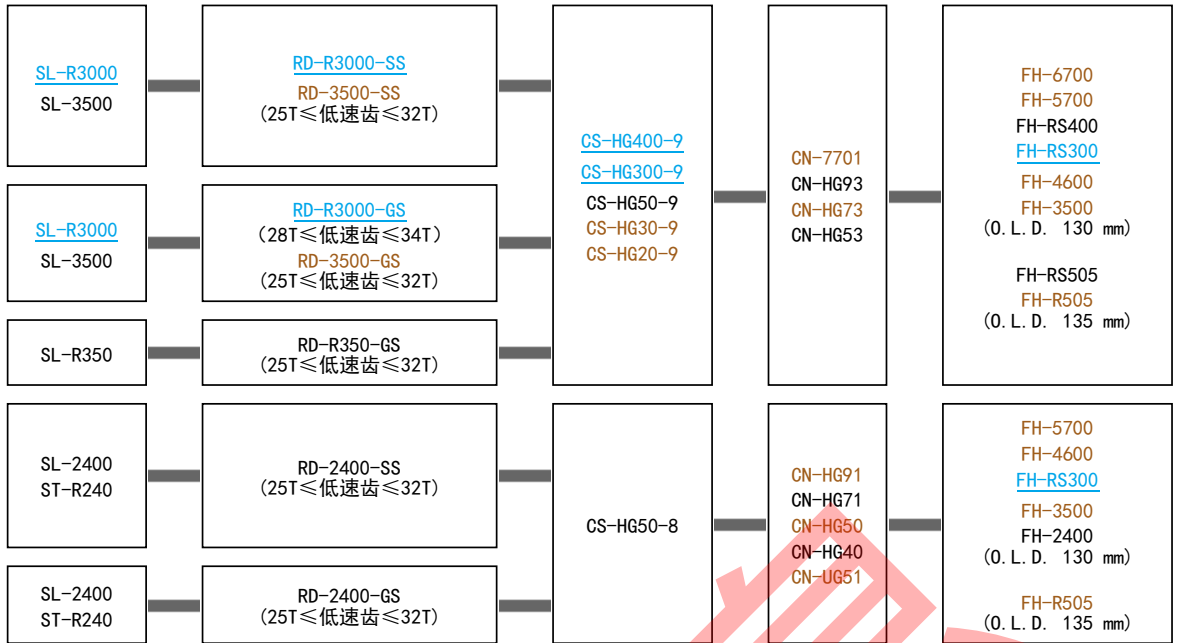 SL-R3000
SL-3500
RD-R3000-SS
RD-3500-SS
(25T≤低速齿≤32T)
SL-R3000
SL-3500
RD-R3000-GS
(28T≤低速齿≤34T)
RD-3500-GS
(25T≤低速齿≤32T)
SL-R350
RD-R350-GS
(25T≤低速齿≤32T)
CS-HG400-9
CS-HG300-9
CS-HG50-9
CS-HG30-9
CS-HG20-9
CN-7701
CN-HG93
CN-HG73
CN-HG53
FH-6700
FH-5700
FH-RS400
FH-RS300
FH-4600
FH-3500
(O.L.D. 130 mm)
FH-RS505
FH-R505
(O.L.D. 135 mm)
SL-2400
ST-R240
RD-2400-SS
(25T≤低速齿≤32T)
SL-2400
ST-R240
RD-2400-GS
(25T≤低速齿≤32T)
CS-HG50-8
CN-HG91
CN-HG71
CN-HG50
CN-HG40
CN-UG51
FH-5700
FH-4600
FH-RS300
FH-3500
FH-2400
(O.L.D. 130 mm)
FH-R505
(O.L.D. 135 mm)